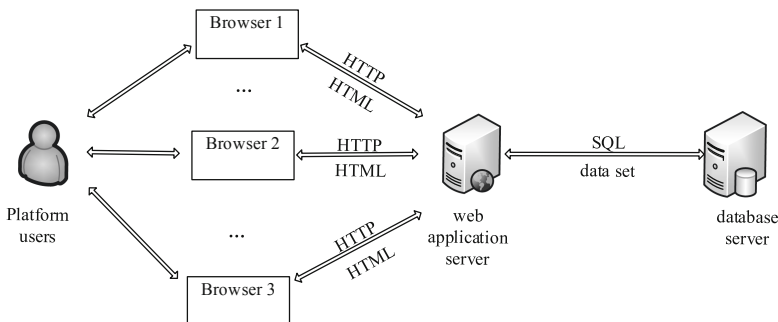 Browser 1
HTTP
HTML
...
Browser 2
HTTP
HTML
SQL
data set
Platform
users
web
application
server
database
server
...
HTTP
HTML
Browser 3